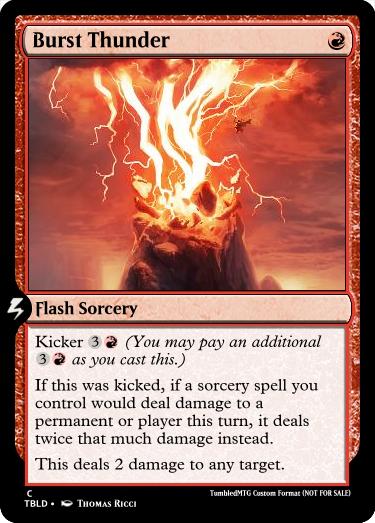 Burst Thunder
Flash Sorcery
Kicker 3 (You may pay an additional
3 as you cast this.)
If this was kicked, if a sorcery spell you
control would deal damage to a
permanent or player this turn, it deals
twice that much damage instead.
This deals 2 damage to any target.
C
TBLD • Thomas Ricci
TumbledMTG Custom Format (NOT FOR SALE)